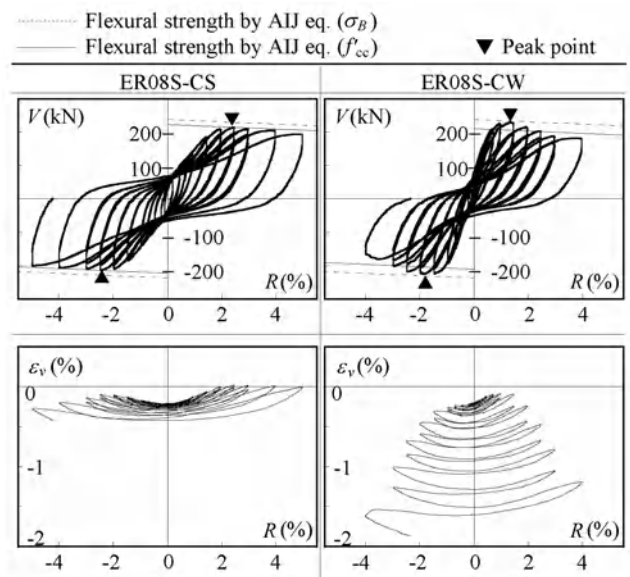 Flexural strength by AIJ eq. (σB)
Flexural strength by AIJ eq. (f'cc) ▼ Peak point
ER08S-CS ER08S-CW
V(kN) V(kN)
200 200
100 100
-100 -100
-200 -200
R(%) R(%)
-4 -2 0 2 4 -4 -2 0 2 4
εv(%) εv(%)
0 0
-1 -1
-2 R(%) -2 R(%)
-4 -2 0 2 4 -4 -2 0 2 4